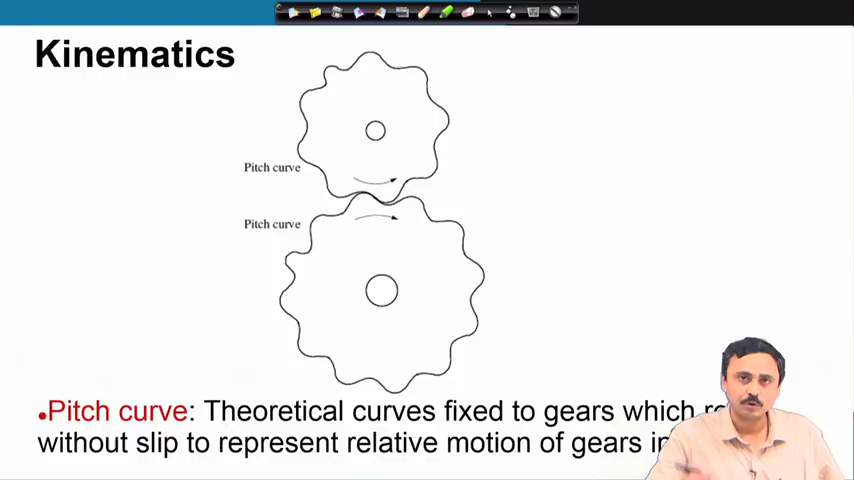 Kinematics
Pitch curve
Pitch curve
•Pitch curve: Theoretical curves fixed to gears which
without slip to represent relative motion of gears